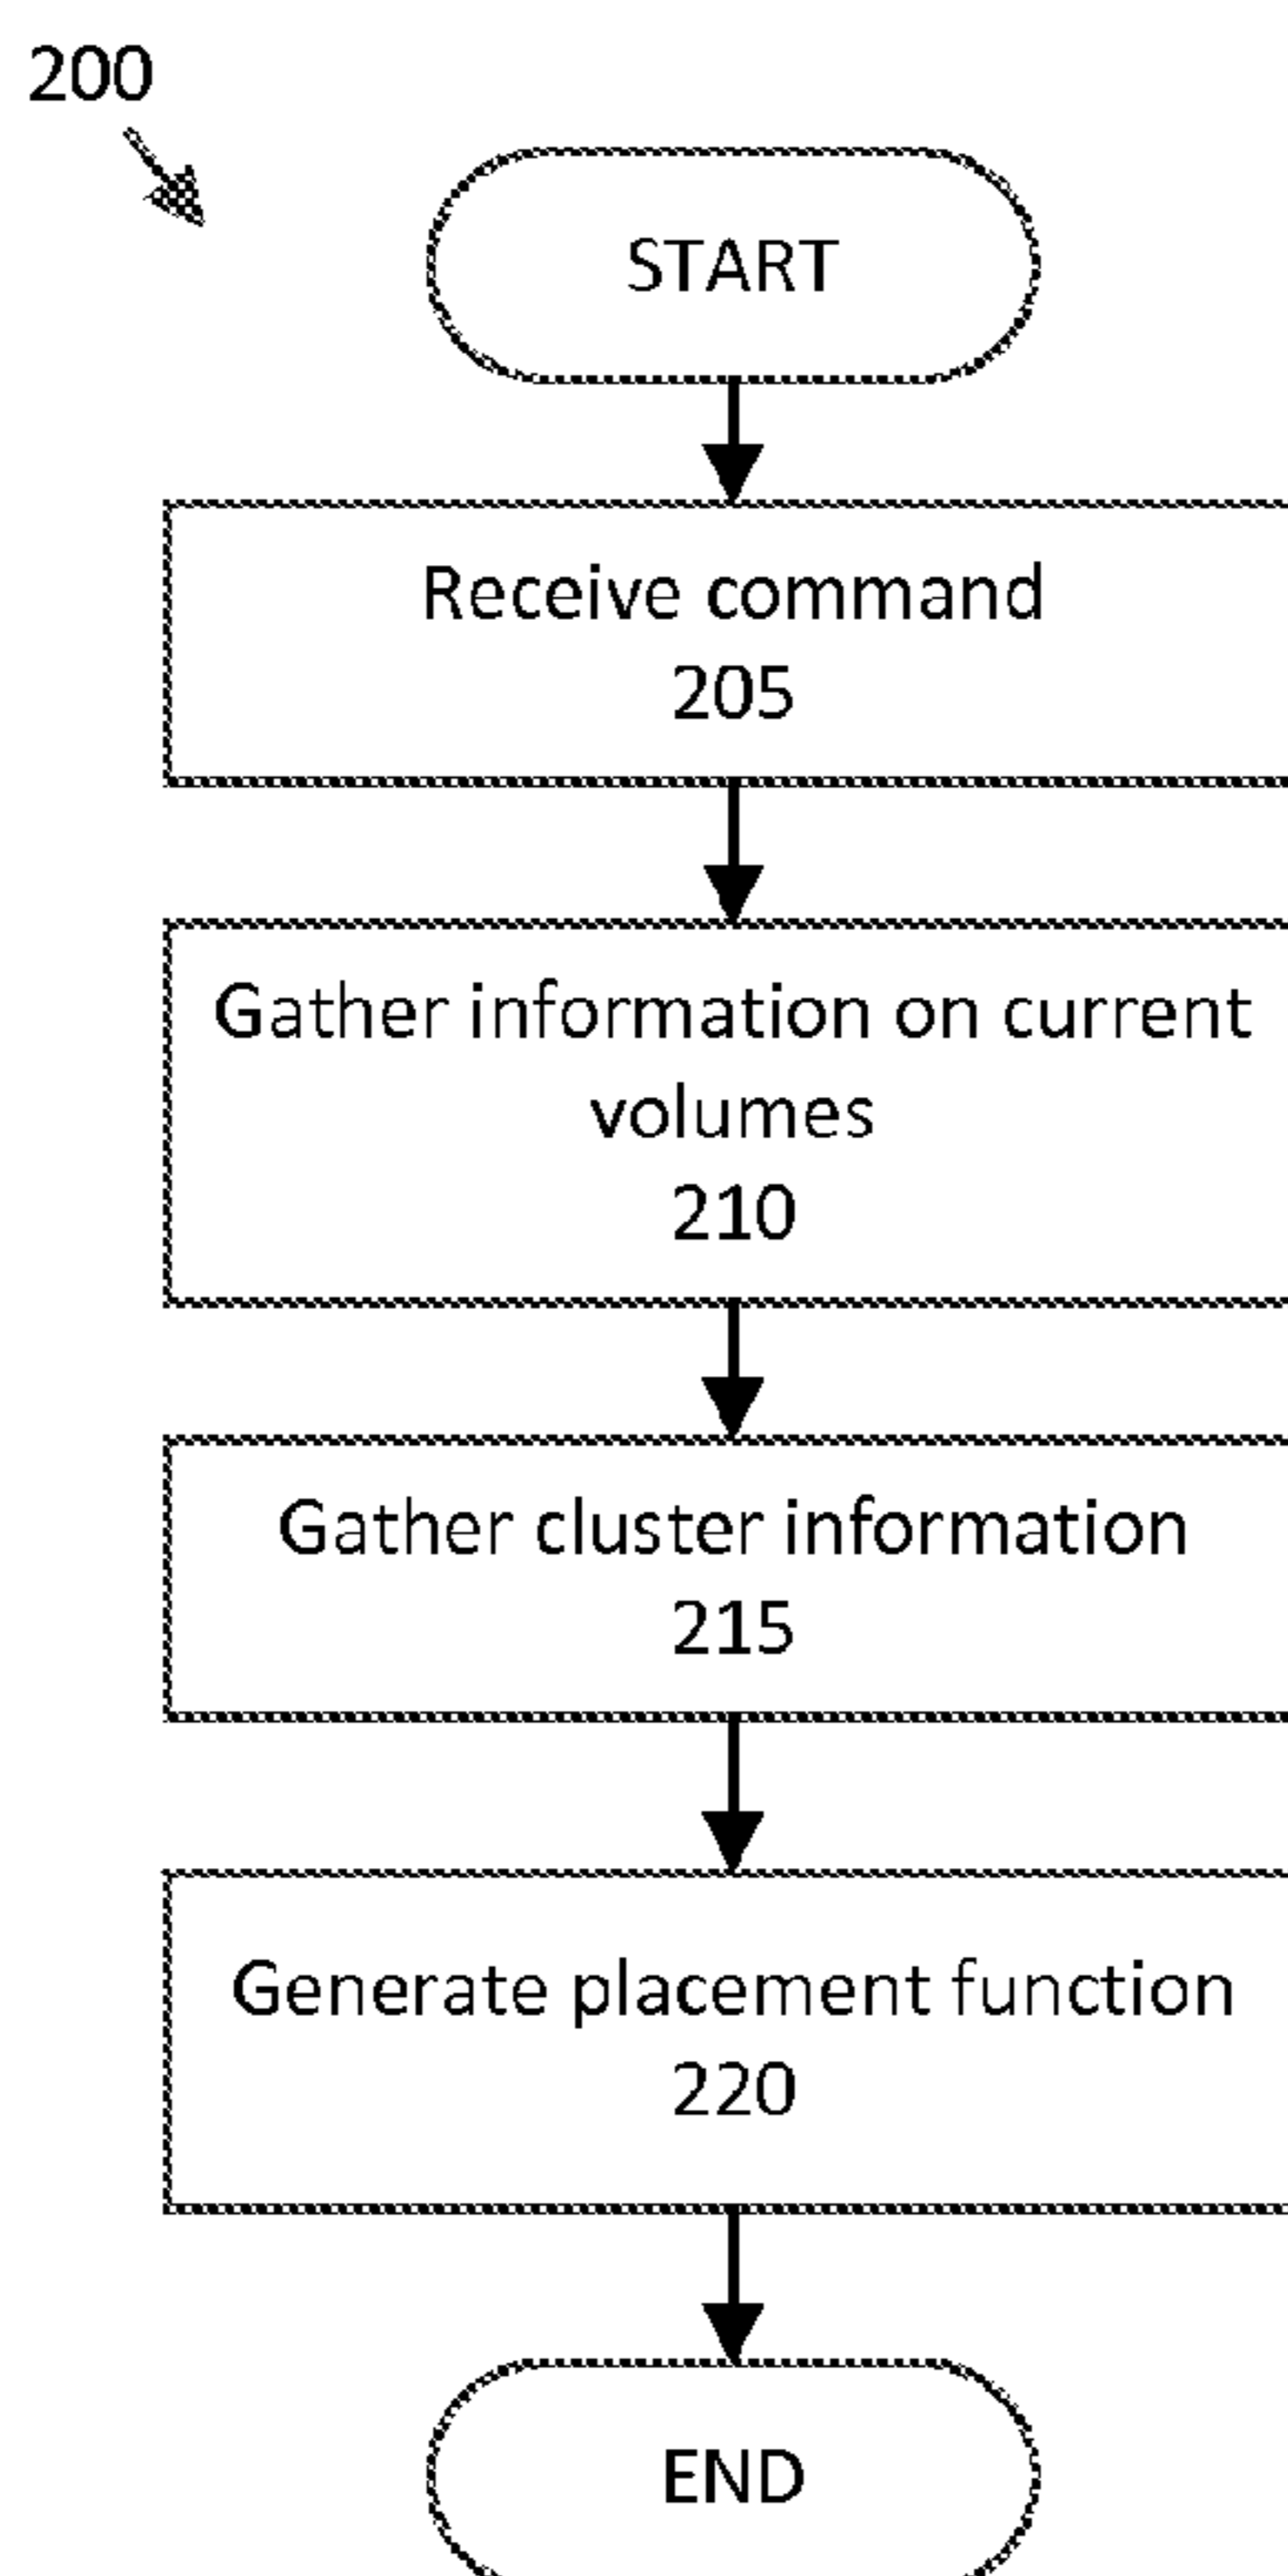 200
START
Receive command
205
Gather information on current
volumes
210
Gather cluster information
215
Generate placement function
220
END